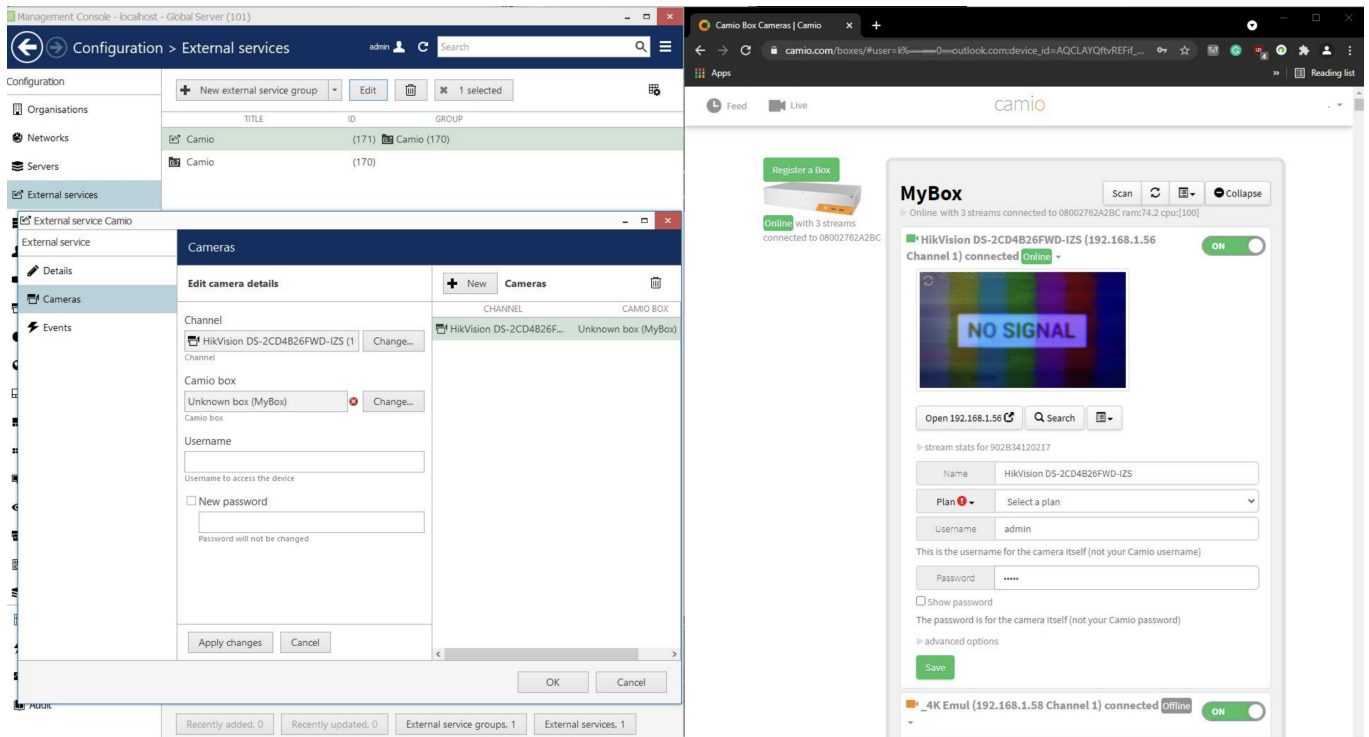 Management Console - localhost - Global Server (101)
Configuration > External services
admin
Search
Configuration
Organisations
Networks
Servers
External services
Audit
New external service group
Edit
1 selected
TITLE ID GROUP
Camio (171) Camio (170)
Camio (170)
External service Camio
External service
Details
Cameras
Events
Cameras
Edit camera details
Channel
HikVision DS-2CD4B26FWD-IZS (1
Change...
Channel
Camio box
Unknown box (MyBox)
Change...
Camio box
Username
Username to access the device
New password
Password will not be changed
Apply changes
Cancel
New
Cameras
CHANNEL CAMIO BOX
HikVision DS-2CD4B26F... Unknown box (MyBox)
OK
Cancel
Recently added, 0
Recently updated, 0
External service groups, 1
External services, 1
Camio Box Cameras | Camio
Apps
Reading list
Feed
Live
camio
Register a Box
Online with 3 streams
connected to 08002762A2BC
MyBox
Scan
Collapse
Online with 3 streams connected to 08002762A2BC ram:74.2 cpu:[100]
HikVision DS-2CD4B26FWD-IZS (192.168.1.56
Channel 1) connected Online
ON
NO SIGNAL
Open 192.168.1.56
Search
stream stats for 902B34120217
Name HikVision DS-2CD4B26FWD-IZS
Plan Select a plan
Username admin
This is the username for the camera itself (not your Camio username)
Password •••••
Show password
The password is for the camera itself (not your Camio password)
advanced options
Save
_4K Emul (192.168.1.58 Channel 1) connected Offline
ON